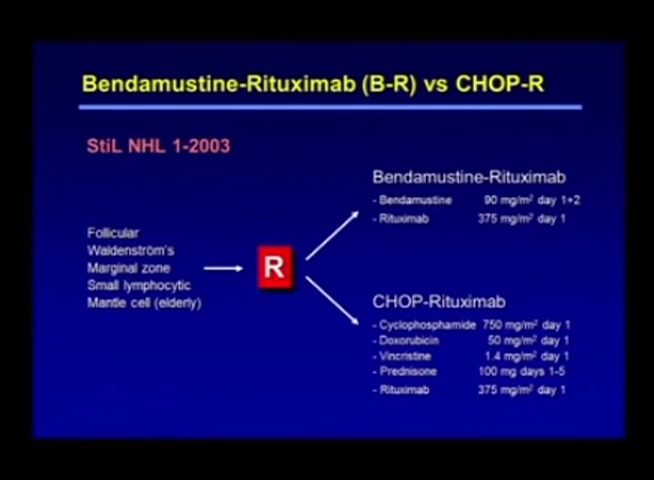 Bendamustine-Rituximab (B-R) vs CHOP-R
StiL NHL 1-2003
Follicular
Waldenström's
Marginal zone
Small lymphocytic
Mantle cell (elderly)
R
Bendamustine-Rituximab
- Bendamustine 90 mg/m² day 1+2
- Rituximab 375 mg/m² day 1
CHOP-Rituximab
- Cyclophosphamide 750 mg/m² day 1
- Doxorubicin 50 mg/m² day 1
- Vincristine 1.4 mg/m² day 1
- Prednisone 100 mg days 1-5
- Rituximab 375 mg/m² day 1